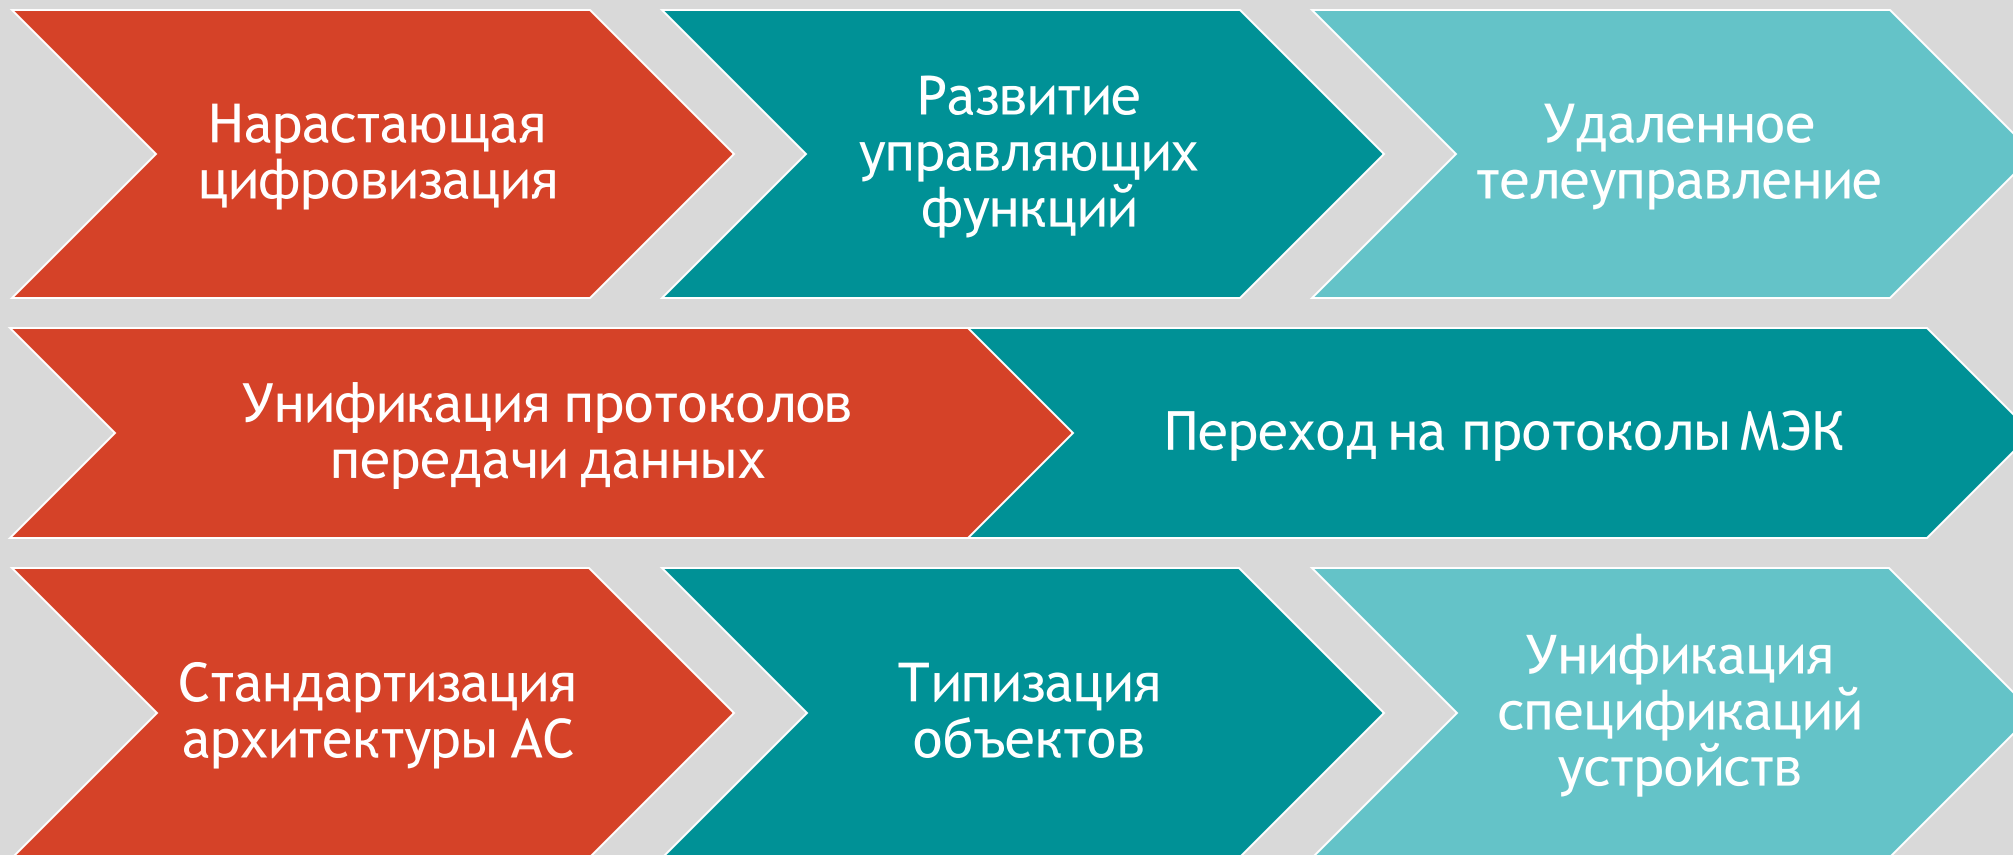 Нарастающая
цифровизация
Развитие
управляющих
функций
Удаленное
телеуправление
Унификация протоколов
передачи данных
Переход на протоколы МЭК
Стандартизация
архитектуры АС
Типизация
объектов
Унификация
спецификаций
устройств